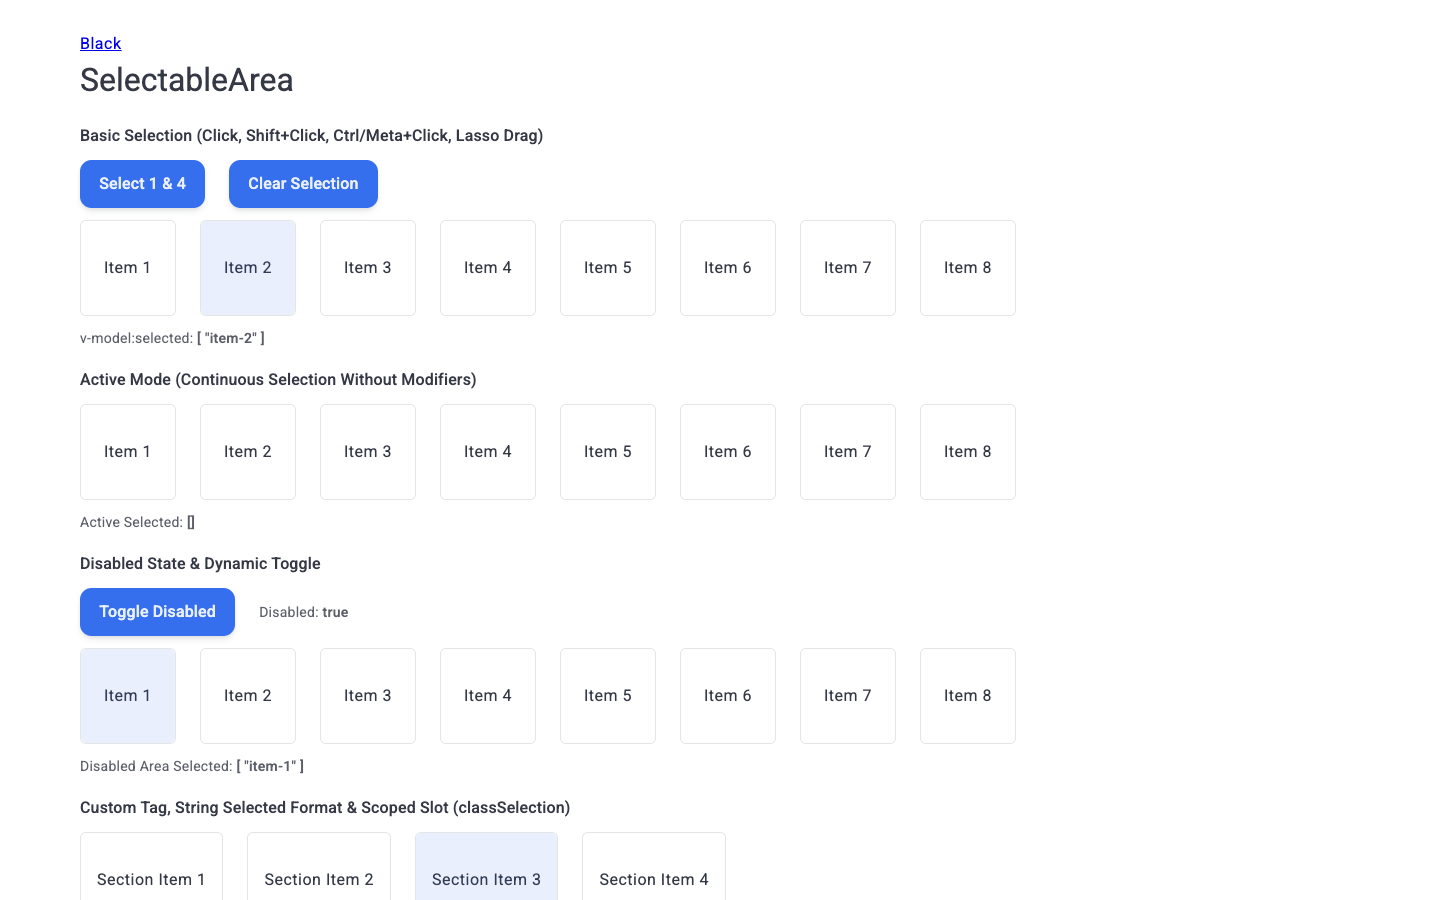 Black
SelectableArea
Basic Selection (Click, Shift+Click, Ctrl/Meta+Click, Lasso Drag)
Select 1 & 4 Clear Selection
Item 1 Item 2 Item 3 Item 4 Item 5 Item 6 Item 7 Item 8
v-model:selected: [ "item-2" ]
Active Mode (Continuous Selection Without Modifiers)
Item 1 Item 2 Item 3 Item 4 Item 5 Item 6 Item 7 Item 8
Active Selected: []
Disabled State & Dynamic Toggle
Toggle Disabled Disabled: true
Item 1 Item 2 Item 3 Item 4 Item 5 Item 6 Item 7 Item 8
Disabled Area Selected: [ "item-1" ]
Custom Tag, String Selected Format & Scoped Slot (classSelection)
Section Item 1 Section Item 2 Section Item 3 Section Item 4